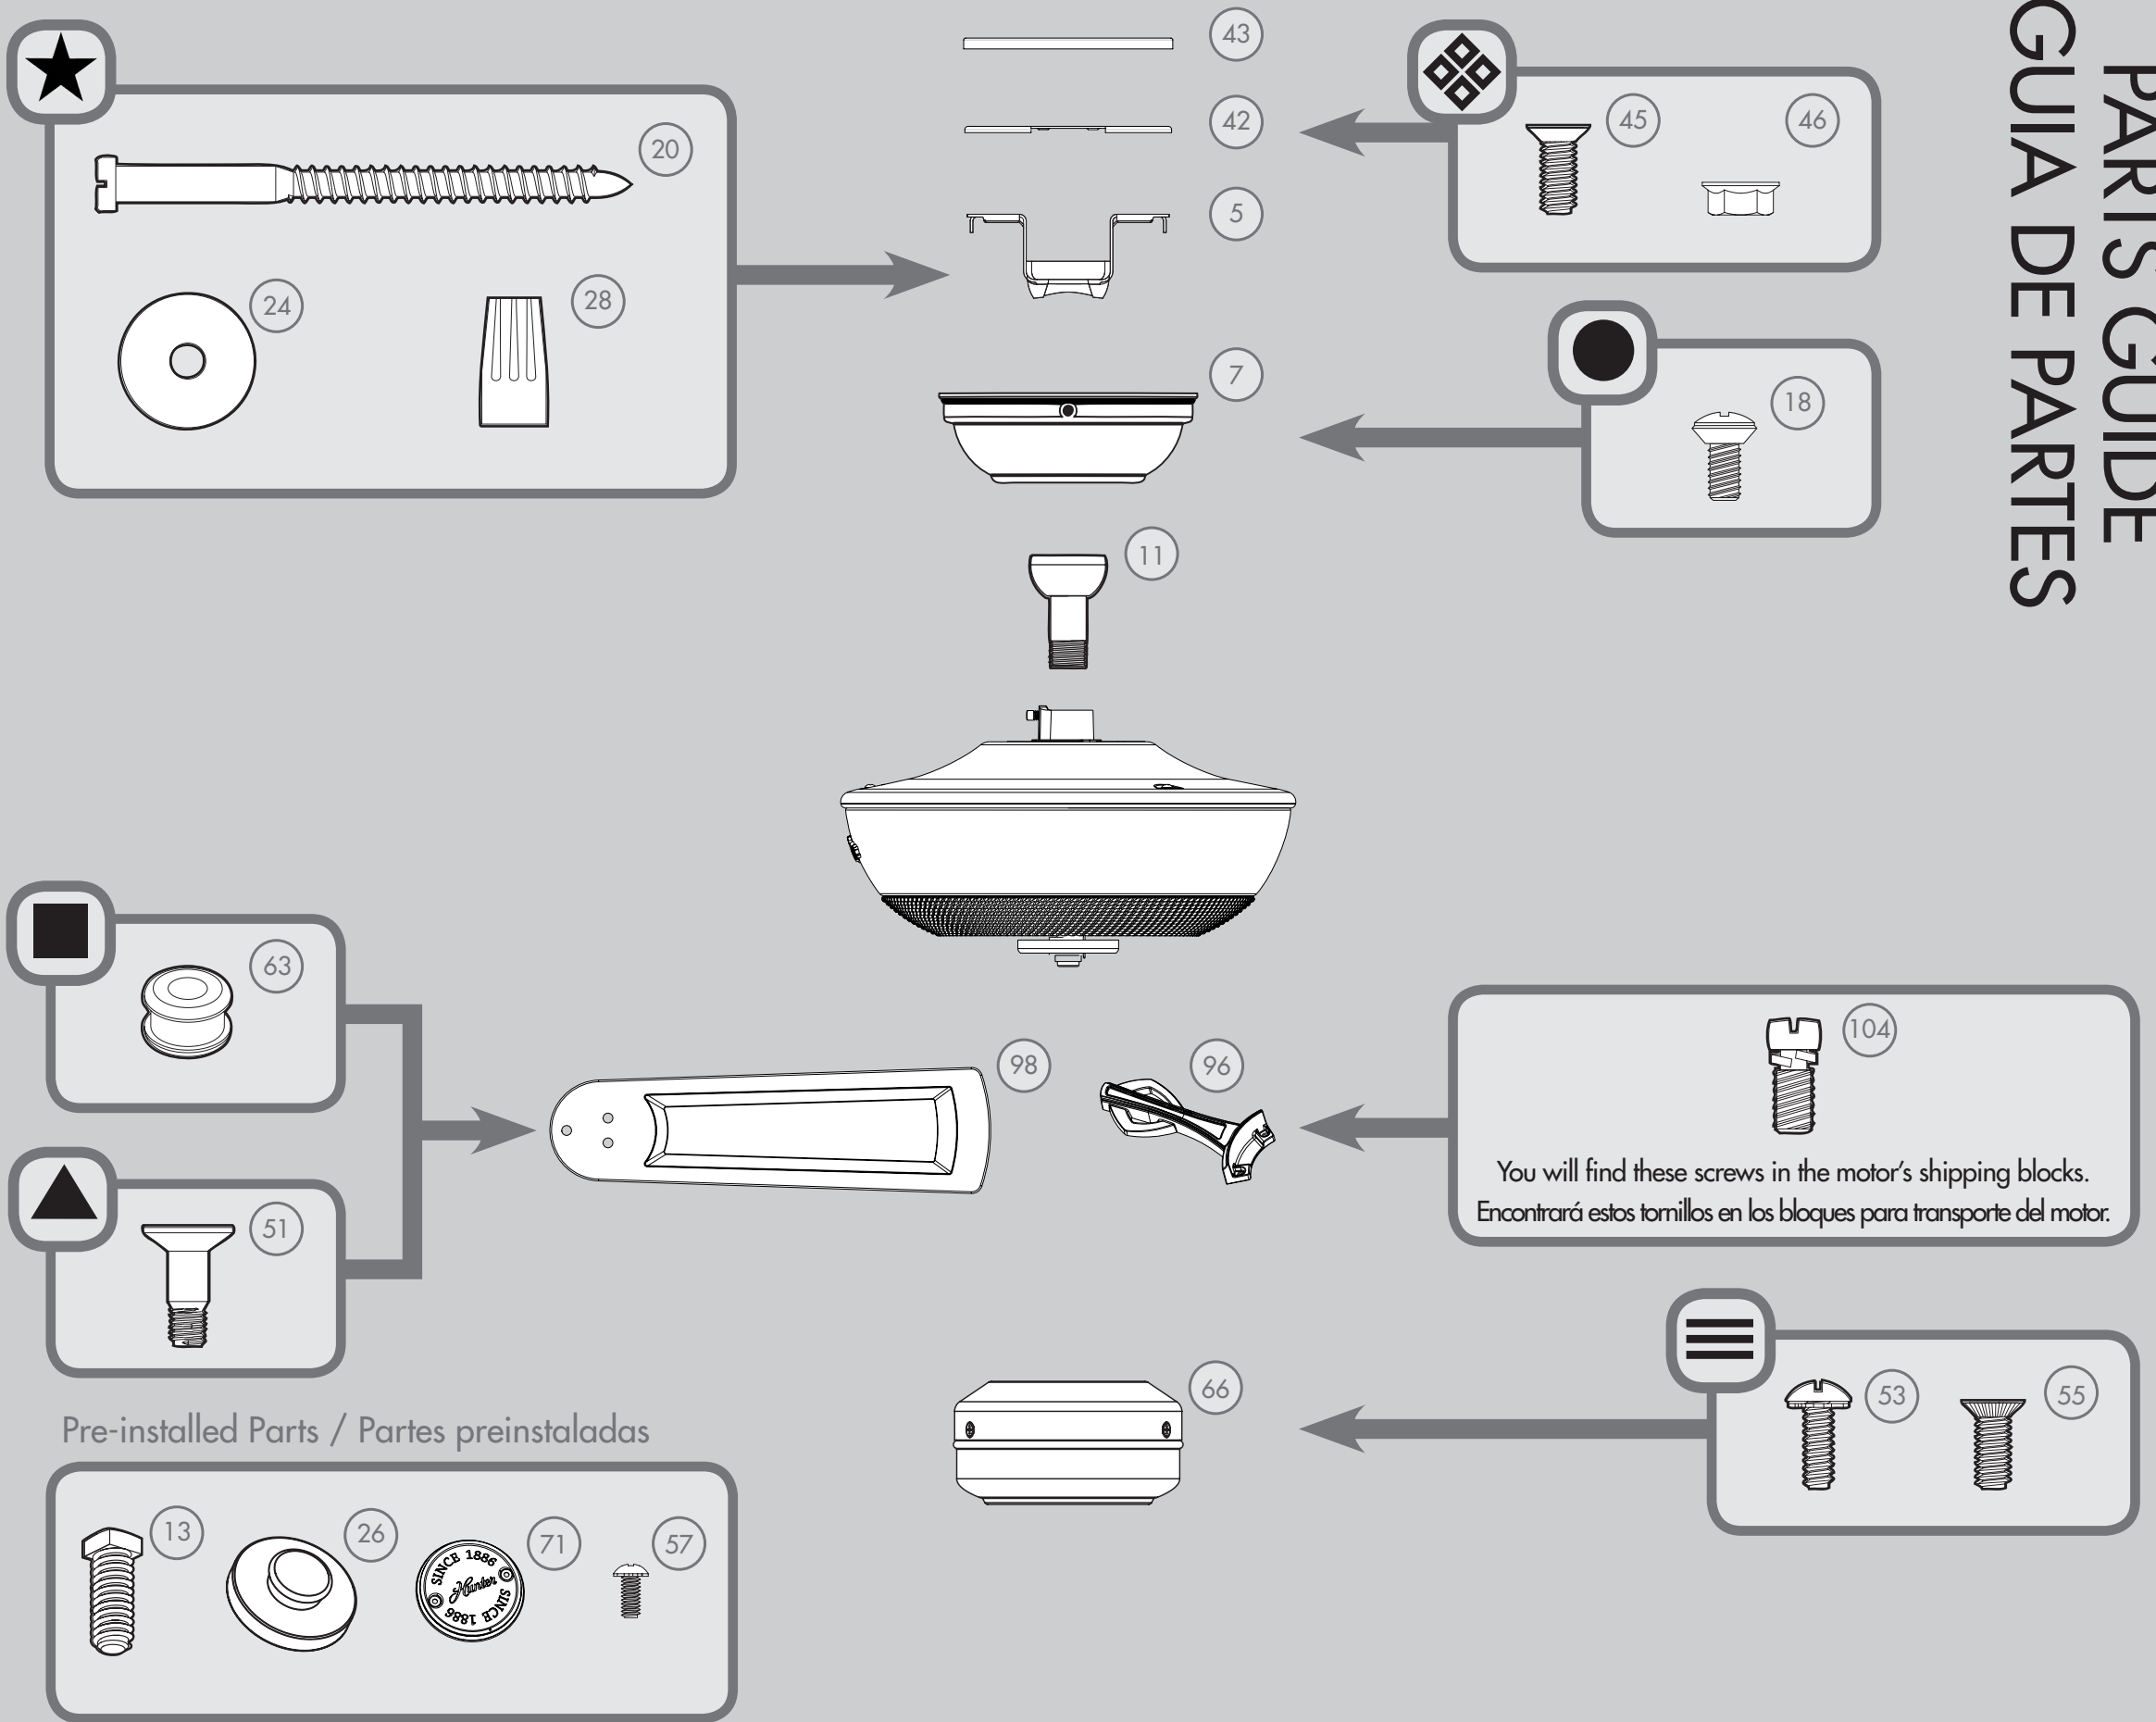 PARTS GUIDE
GUIA DE PARTES
43
42
45
46
20
5
24
28
7
18
11
63
98
96
104
You will find these screws in the motor's shipping blocks.
Encontrará estos tornillos en los bloques para transporte del motor.
51
66
53
55
Pre-installed Parts / Partes preinstaladas
13
26
71
57
SINCE 1886
Hunter
SINCE 1886